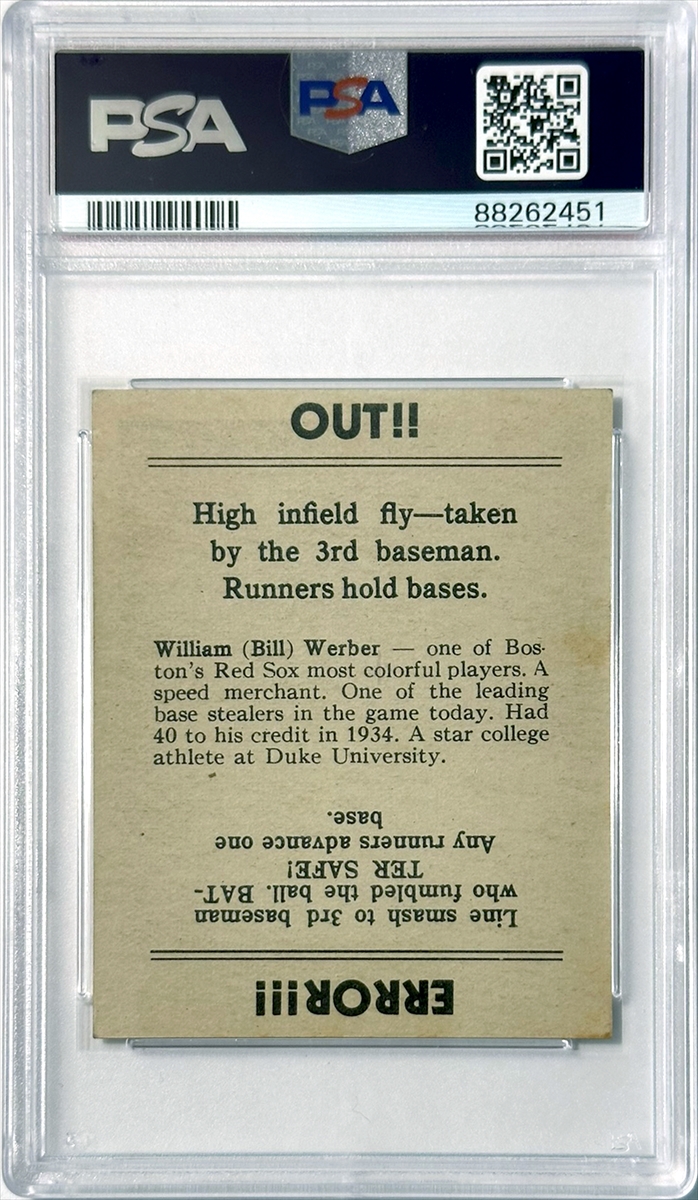 PSA
PSA
88262451
OUT!!
High infield fly—taken
by the 3rd baseman.
Runners hold bases.
William (Bill) Werber — one of Bos-
ton's Red Sox most colorful players. A
speed merchant. One of the leading
base stealers in the game today. Had
40 to his credit in 1934. A star college
athlete at Duke University.
ERROR!!!
Line smash to 3rd baseman
who fumbled the ball. BAT-
TER SAFE!
Any runners advance one
base.